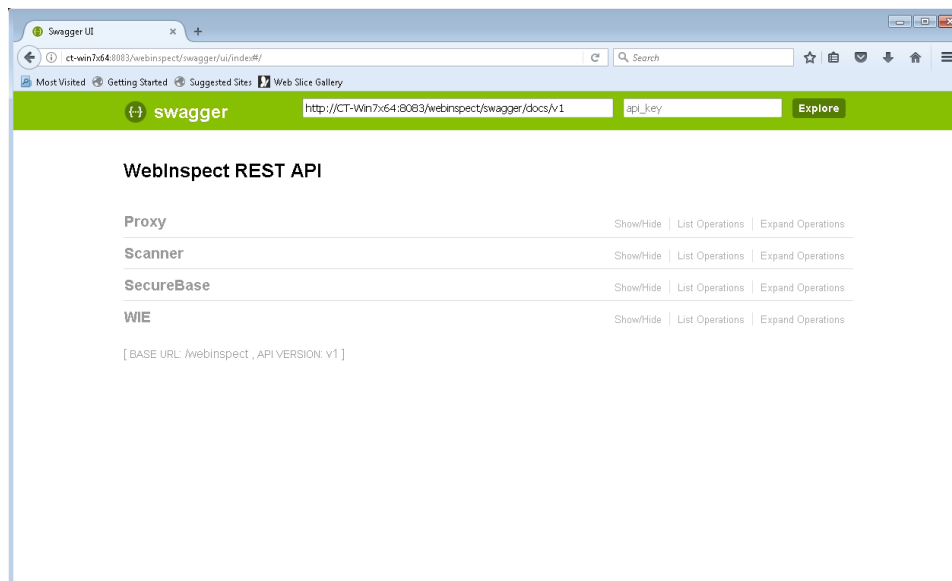 Swagger UI
ct-win7x64:8083/webinspect/swagger/ui/index#/
Search
Most Visited Getting Started Suggested Sites Web Slice Gallery
swagger http://CT-Win7x64:8083/webinspect/swagger/docs/v1 api_key Explore
WebInspect REST API
Proxy Show/Hide List Operations Expand Operations
Scanner Show/Hide List Operations Expand Operations
SecureBase Show/Hide List Operations Expand Operations
WIE Show/Hide List Operations Expand Operations
[ BASE URL: /webinspect , API VERSION: v1 ]